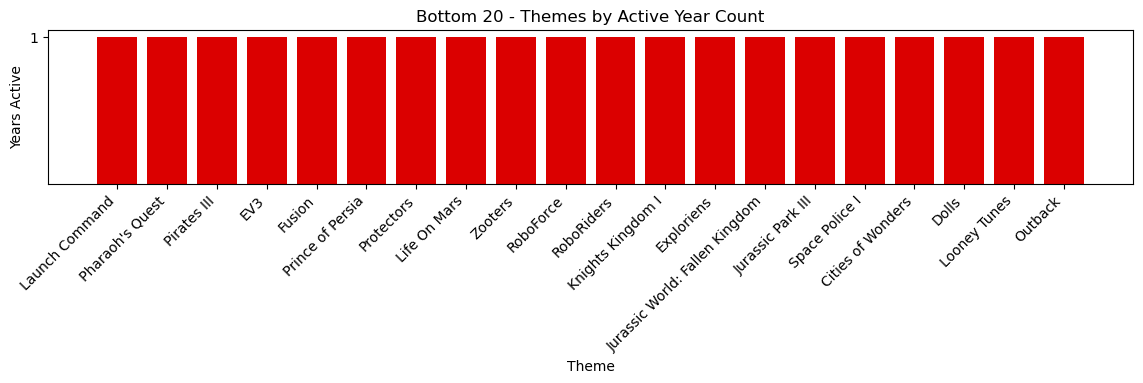 Bottom 20 - Themes by Active Year Count
Years Active
1
Launch Command
Pharaoh's Quest
Pirates III
EV3
Fusion
Prince of Persia
Protectors
Life On Mars
Zooters
RoboForce
RoboRiders
Knights Kingdom I
Exploriens
Jurassic World: Fallen Kingdom
Jurassic Park III
Space Police I
Cities of Wonders
Dolls
Looney Tunes
Outback
Theme